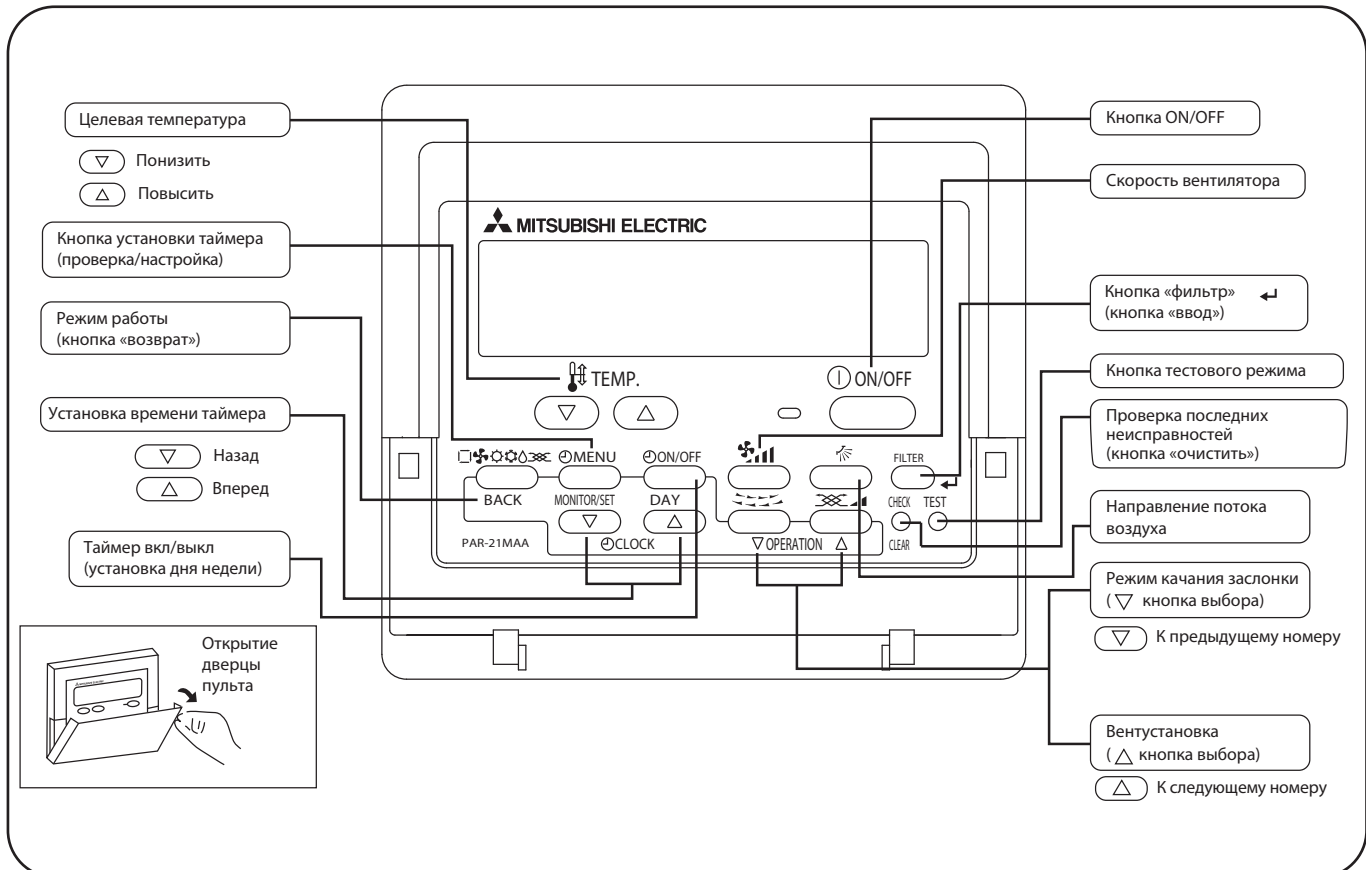 Целевая температура
▽ Понизить
△ Повысить
Кнопка установки таймера
(проверка/настройка)
Режим работы
(кнопка «возврат»)
Установка времени таймера
▽ Назад
△ Вперед
Таймер вкл/выкл
(установка дня недели)
Открытие
дверцы
пульта
MITSUBISHI ELECTRIC
TEMP.
ON/OFF
▽ △
MENU
ON/OFF
FILTER
BACK
MONITOR/SET
DAY
CHECK
TEST
▽ △
PAR-21MAA
CLOCK
▽ OPERATION △
CLEAR
Кнопка ON/OFF
Скорость вентилятора
Кнопка «фильтр» ↵
(кнопка «ввод»)
Кнопка тестового режима
Проверка последних
неисправностей
(кнопка «очистить»)
Направление потока
воздуха
Режим качания заслонки
( ▽ кнопка выбора)
▽ К предыдущему номеру
Вентустановка
( △ кнопка выбора)
△ К следующему номеру